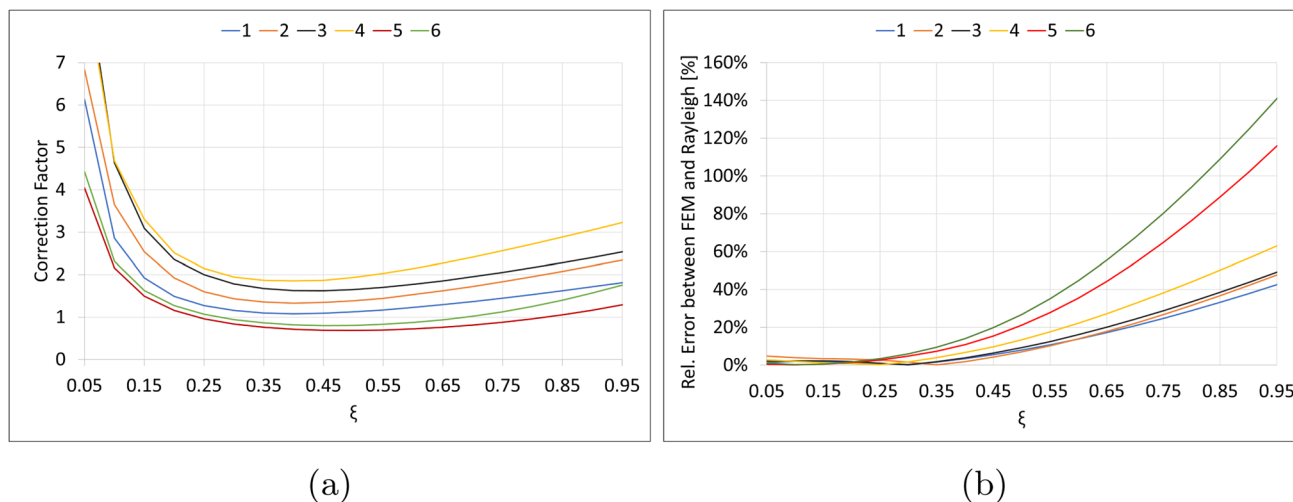 1 2 3 4 5 6
7
6
5
4
3
2
1
0
Correction Factor
0.05 0.15 0.25 0.35 0.45 0.55 0.65 0.75 0.85 0.95
ξ
(a)
1 2 3 4 5 6
160%
140%
120%
100%
80%
60%
40%
20%
0%
Rel. Error between FEM and Rayleigh [%]
0.05 0.15 0.25 0.35 0.45 0.55 0.65 0.75 0.85 0.95
ξ
(b)